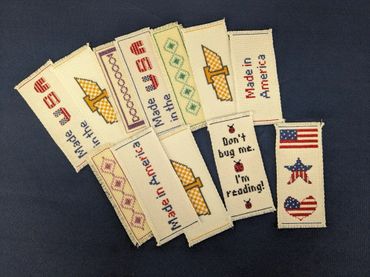 Made
in the
USA
Made
in the
USA
Made in
America
Made in America
Don't
bug me.
I'm
reading!